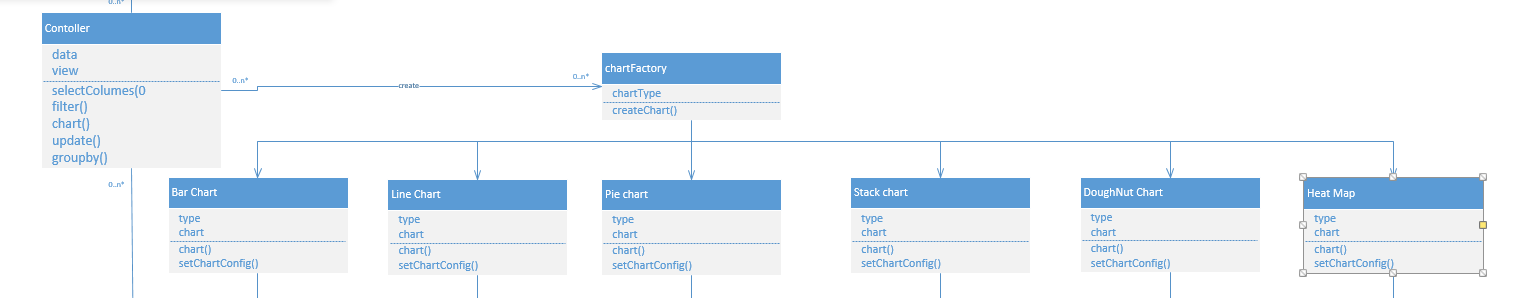 0..n*
Contoller
data
view
selectColumes(0
filter()
chart()
update()
groupby()
0..n*
0..n*
create
0..n*
chartFactory
chartType
createChart()
Bar Chart
type
chart
chart()
setChartConfig()
Line Chart
type
chart
chart()
setChartConfig()
Pie chart
type
chart
chart()
setChartConfig()
Stack chart
type
chart
chart()
setChartConfig()
DoughNut Chart
type
chart
chart()
setChartConfig()
Heat Map
type
chart
chart()
setChartConfig()